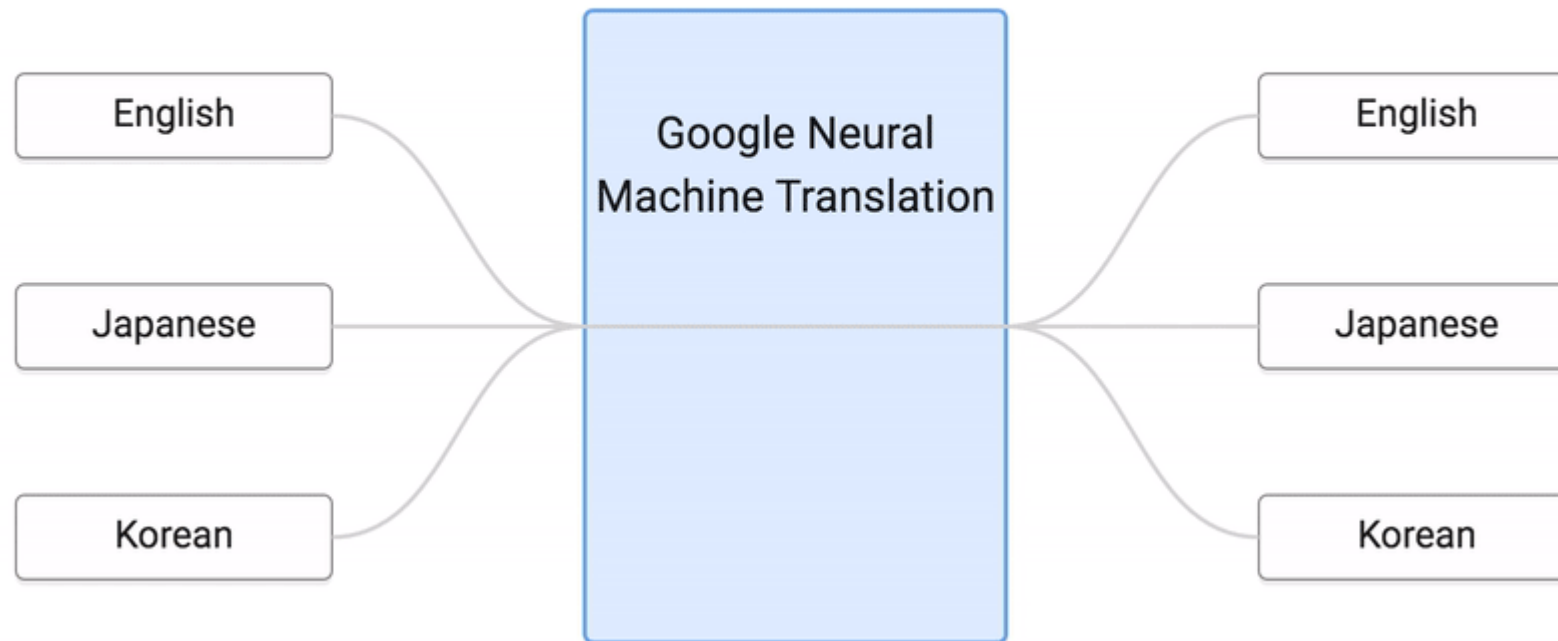 English
Japanese
Korean
Google Neural
Machine Translation
English
Japanese
Korean